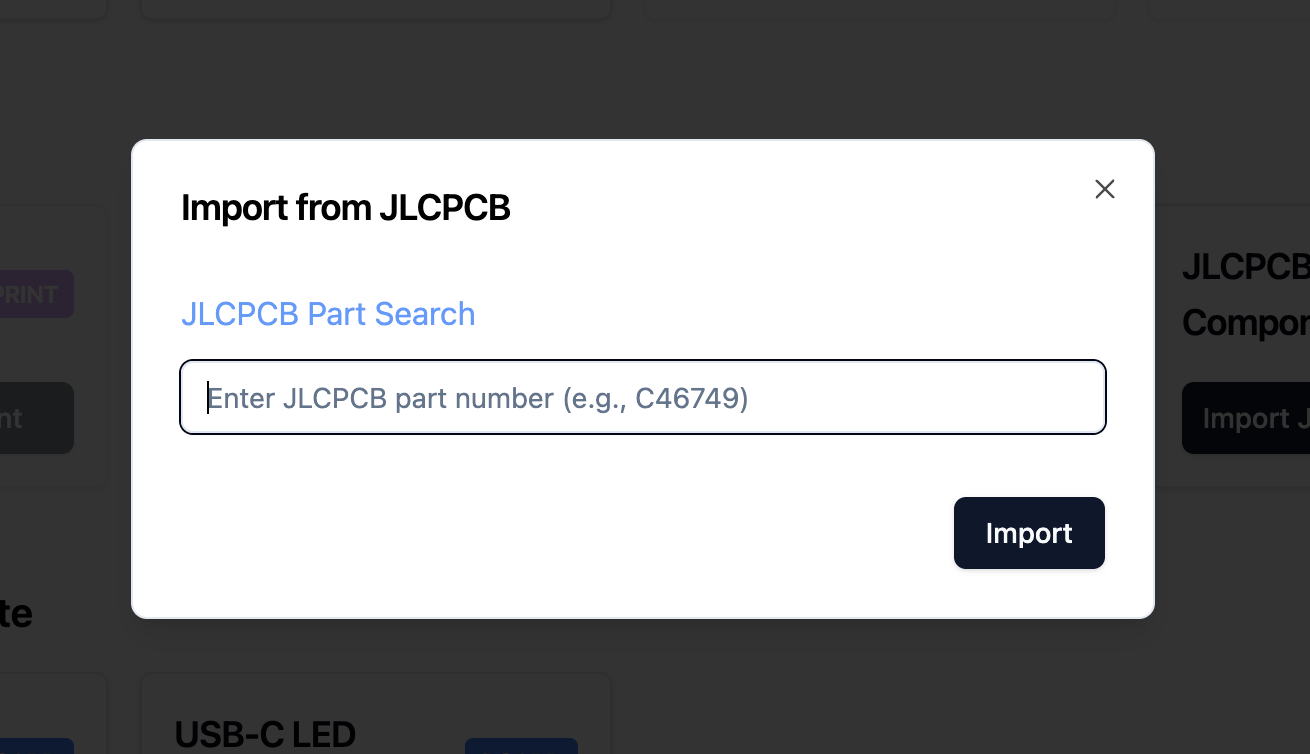 Import from JLCPCB
JLCPCB Part Search
Enter JLCPCB part number (e.g., C46749)
Import
PRINT
nt
JLCPCB
Compon
Import J
te
USB-C LED